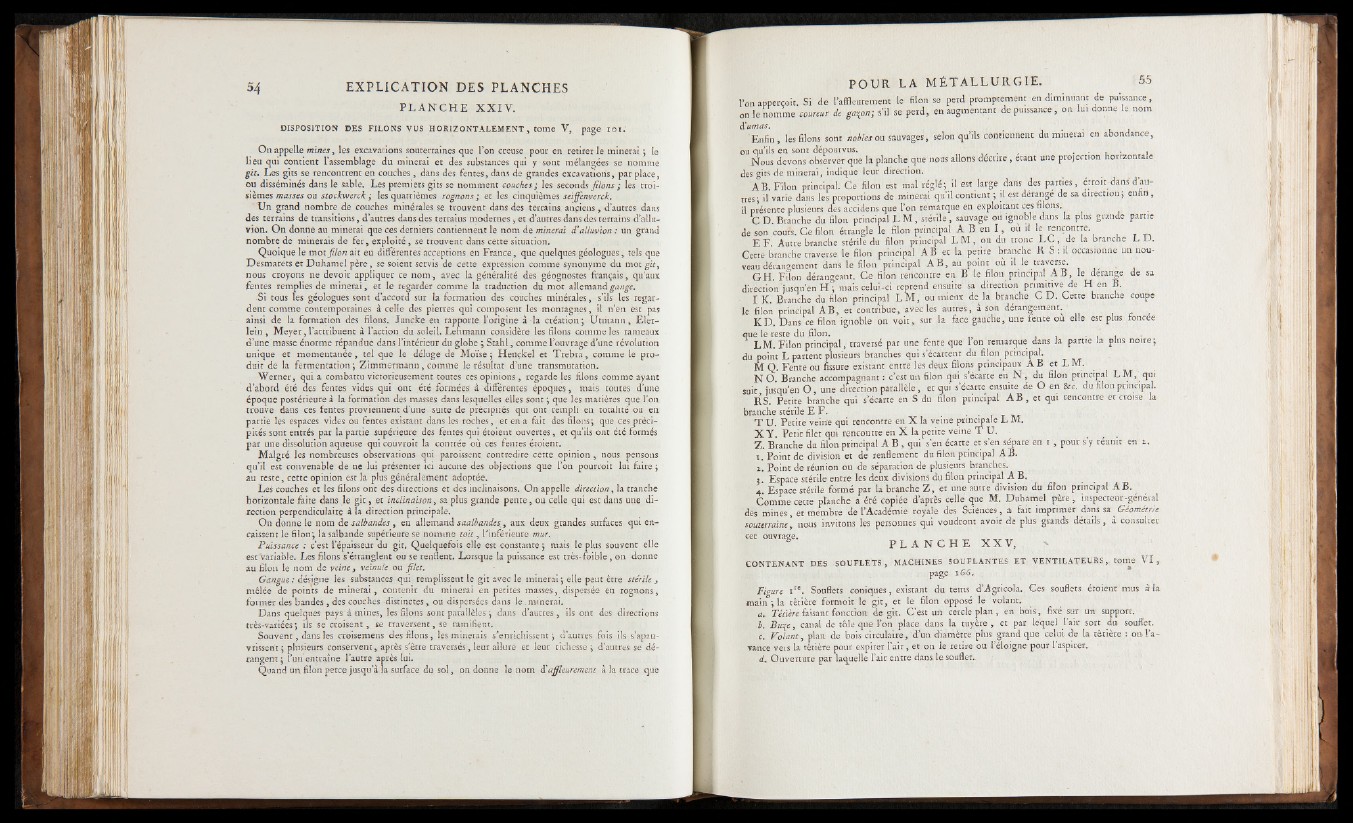 54 EXPLICATION DES PLANCHES
PLANCHE XXIV.
DISPOSITION DES FILONS VUS HORIZONTALEMENT, tome V, page 101.
On appelle mines, les excavations souterraines que l'on creuse pour en retirer le minerai ; le
lieu qui contient l'assemblage du minerai et des substances qui y sont mélangées se nomme
gît. Les gits se rencontrent en couches, dans des fentes, dans de grandes excavations, par place,
ou disséminés dans le sable. Les premiers gits se nomment couches ; les seconds filons ; les troi-
sièmes masses ou stockwerck ; les quatrièmes rognons ; et les cinquièmes seiffenverck.
Un grand nombre de couches minérales se trouvent dans des terrains anciens, d'autres dans
des terrains de transitions, d'autres dans des terrains modernes, et d'autres dans des terrains d'allu-
vion. On donne au minerai que ces derniers contiennent le nom de minerai d'alluvion : un grand
nombre de minerais de fer, exploité, se trouvent dans cette situation.
Quoique le mot filon ait eu différentes acceptions en France, que quelques géologues, tels que
Desmarets et Duhamel père, se soient servis de cette expression comme synonyme du mot gît,
nous croyons ne devoir appliquer ce nom, avec la généralité des géognostes français, qu'aux
fentes remplies de minerai, et le regarder comme la traduction du mot allemand gange.
Si tous les géologues sont d'accord sur la formation des couches minérales, s'ils les regar-
dent comme contemporaines à celle des pierres qui composent les montagnes, il n'en est pas
ainsi de la formation des filons. Juncke en rapporte l'origine à la création ; Utmann, Elet-
lein, Meyer, l'attribuent à l'action du soleil. Lehmann considère les filons comme les rameaux
d'une masse énorme répandue dans l'intérieur du globe ; Stahl, comme l'ouvrage d'une révolution
unique et momentanée, tel que le déloge de Moïse ; Henckel et Trebra, comme le pro-
duit de la fermentation ; Zimmermann, comme le résultat d'une transmutation.
Werner, qui a combattu victorieusement toutes ces opinions, regarde les filons comme ayant
d'abord été des fentes vides qui ont été formées à différentes époques, mais toutes d'une
époque postérieure à la formation des masses dans lesquelles elles sont ; que les matières que l'on
trouve dans ces fentes proviennent d'une suite de précipités qui ont rempli en totalité ou en
partie les espaces vides ou fentes existant dans les roches, et en a fait des filons ; que ces préci-
pités sont entrés par la partie supérieure des fentes qui étoient ouvertes, et qu'ils ont été formés
par une dissolution aqueuse qui couvroit la contrée où ces fentes étoient.
Malgré les nombreuses observations qui paroissent contredire cette opinion, nous pensons
qu'il est convenable de ne lui présenter ici aucune des objections que l'on pourroit lui faire ;
au reste, cette opinion est la plus généralement adoptée.
Les couches et les filons ont des directions et des inclinaisons. On appelle direction, la tranche
horizontale faite dans le gît, et inclinaison, sa plus grande pente, ou celle qui est dans une di-
rection perpendiculaire à la direction principale.
On donne le nom de salbandes, en allemand saalbandes, aux deux grandes surfaces qui en-
caissent le filon ; la salbande supérieure se nomme toit, l'inférieure mur.
Puissance : c'est l'épaisseur du gît. Quelquefois elle est constante ; mais le plus souvent elle
est variable. Les filons s'étranglent ou se renflent. Lorsque la puissance est très-foible, on donne
au filon le nom de veine, veinule ou filet.
Gangue : désigne les substances qui remplissent le gît avec le minerai ; elle peut être stérile,
mêlée de points de minerai, contenir du minerai en petites masses, dispersée en rognons,
former des bandes, des couches distinctes, ou dispersées dans le minerai.
Dans quelques pays à mines, les filons sont parallèles ; dans d'autres, ils ont des directions
très-variées ; ils se croisent, se traversent, se ramifient.
Souvent, dans les croisemens des filons, les minerais s'enrichissent ; d'autres fois ils s'apau-
vrissent ; plusieurs conservent, après s'être traversés, leur allure et leur richesse ; d'autres se dé-
rangent ; l'un entraîne l'autre après lui.
Quand un filon perce jusqu'à la surface du sol, on donne le nom d'affleurement à la trace que
POUR LA MÉTALLURGIE. 55
l'on apperçoit. Si de l'affleurement le filon se perd promptement en diminuant de puissance,
on le nomme coureur de gazon ; s'il se perd, en augmentant de puissance, on lui donne le nom
d'amas.
Enfin, les filons sont nobles ou sauvages, selon qu'ils contiennent du minerai en abondance,
ou qu'ils en sont dépourvus.
Nous devons observer que la planche que nous allons décrire, étant une projection horizontale
des gits de minerai, indique leur direction.
A B. Filon principal. Ce filon est mal réglé ; il est large dans des parties, étroit dans d'au-
tres ; il varie dans les proportions de minerai qu'il contient ; il est dérangé de sa direction ; enfin,
il présente plusieurs des accidens que l'on remarque en exploitant ces filons.
C D. Branche du filon principal L M, stérile, sauvage ou ignoble dans la plus grande partie
de son cours. Ce filon étrangle le filon principal A B en I, où il le rencontre.
E F. Autre branche stérile du filon principal L M, ou du tronc L C, de la branche L D.
Cette branche traverse le filon principal A B et la petite branche R S : il occasionne un nou-
veau dérangement dans le filon principal A B, au point où il le traverse.
G H. Filon dérangeant. Ce filon rencontre en B le filon principal A B, le dérange de sa
direction jusqu'en H ; mais celui-ci reprend ensuite sa direction primitive de H en B.
I K. Branche du filon principal L M, ou mieux de la branche C D. Cette branche coupe
le filon principal A B, et contribue, avec les autres, à son dérangement.
K D. Dans ce filon ignoble on voit, sur la face gauche, une fente où elle est plus foncée
que le reste du filon.
L M. Filon principal, traversé par une fente que l'on remarque dans la partie la plus noire ;
du point L partent plusieurs branches qui s'écartent du filon principal.
M Q. Fente ou fissure existant entre les deux filons principaux A B et L M.
N O. Branche accompagnant : c'est un filon qui s'écarte en N, du filon principal L M, qui
suit, jusqu'en O, une direction parallèle, et qui s'écarte ensuite de O en &c. du filon principal.
R S. Petite branche qui s'écarte en S du filon principal A B, et qui rencontre et croise la
branche stérile E F.
T U. Petite veine qui rencontre en X la veine principale L M.
X Y. Petit filet qui rencontre en X la petite veine T U.
Z. Branche du filon principal A B, qui s'en écarte et s'en sépare en 1, pour s'y réunir en 2.
1. Point de division et de renflement du filon principal A B.
2. Point de réunion ou de séparation de plusieurs branches.
3. Espace stérile entre les deux divisions du filon principal A B.
4. Espace stérile formé par la branche Z, et une autre division du filon principal A B.
Comme cette planche a été copiée d'après celle que M. Duhamel père, inspecteur-général
des mines, et membre de l'Académie royale des Sciences, a fait imprimer dans sa Géométrie
souterraine, nous invitons les personnes qui voudront avoir de plus grands détails, à consulter
cet ouvrage.
PLANCHE XXV,
CONTENANT DES SOUFLETS, MACHINES SOUFLANTES ET VENTILATEURS, tome VI,
page 166.
Figure 1re. Souflets coniques, existant du tems d'Agricola. Ces souflets étoient mus à la
main ; la têtière formoit le gît, et le filon opposé le volant.
a. Têtière faisant fonction de gît. C'est un cercle plan, en bois, fixé sur un support.
b. Buze, canal de tôle que l'on place dans la tuyère, et par lequel l'air sort du souflet.
c. Volant, plan de bois circulaire, d'un diamètre plus grand que celui de la têtière : on l'a-
vance vers la têtière pour expirer l'air, et on le retire ou l'éloigne pour l'aspirer.
d. Ouverture par laquelle l'air entre dans le souflet.